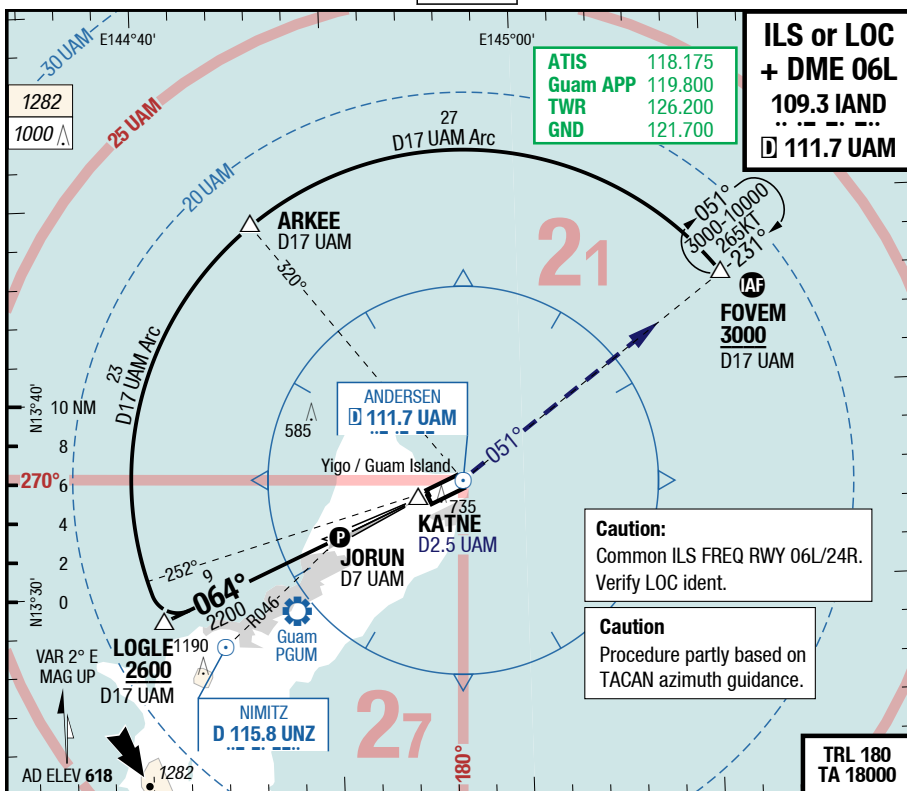 E144°40'
E145°00'
30 UAM
25 UAM
20 UAM
1282
1000
ATIS 118.175
Guam APP 119.800
TWR 126.200
GND 121.700
ILS or LOC
+ DME 06L
109.3 IAND
D 111.7 UAM
27
D17 UAM Arc
ARKEE
D17 UAM
320°
21
051°
3000-10000
265KT
231°
IAF
FOVEM
3000
D17 UAM
23
D17 UAM Arc
N13°40'
10 NM
8
6
4
2
0
N13°30'
270°
585
ANDERSEN
D 111.7 UAM
051°
Yigo / Guam Island
735
KATNE
D2.5 UAM
P
JORUN
D7 UAM
252°
9
064°
2200
R046
LOGLE
2600
D17 UAM
1190
Guam
PGUM
NIMITZ
D 115.8 UNZ
Caution:
Common ILS FREQ RWY 06L/24R.
Verify LOC ident.
Caution
Procedure partly based on
TACAN azimuth guidance.
VAR 2° E
MAG UP
AD ELEV 618
1282
27
180°
TRL 180
TA 18000